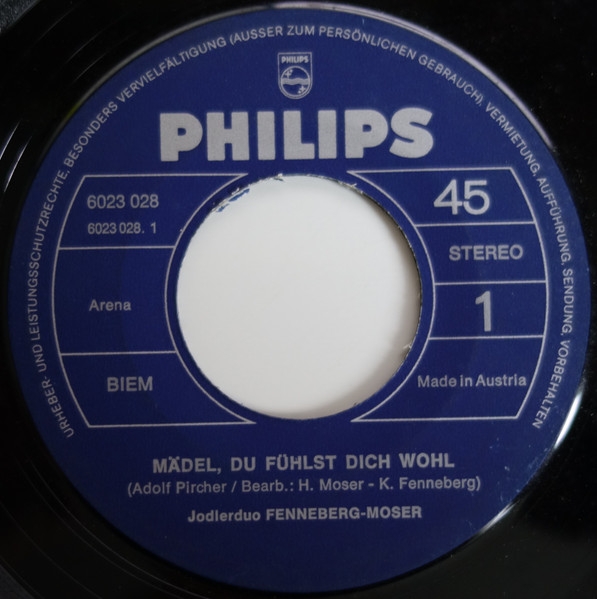 URHEBER- UND LEISTUNGSSCHUTZRECHTE, BESONDERS VERVIELFÄLTIGUNG (AUSSER ZUM PERSÖNLICHEN GEBRAUCH), VERMIETUNG, AUFFÜHRUNG, SENDUNG, VORBEHALTEN
PHILIPS
PHILIPS
6023 028
6023 028. 1
Arena
BIEM
45
STEREO
1
Made in Austria
MÄDEL, DU FÜHLST DICH WOHL
(Adolf Pircher / Bearb.: H. Moser - K. Fenneberg)
Jodlerduo FENNEBERG-MOSER